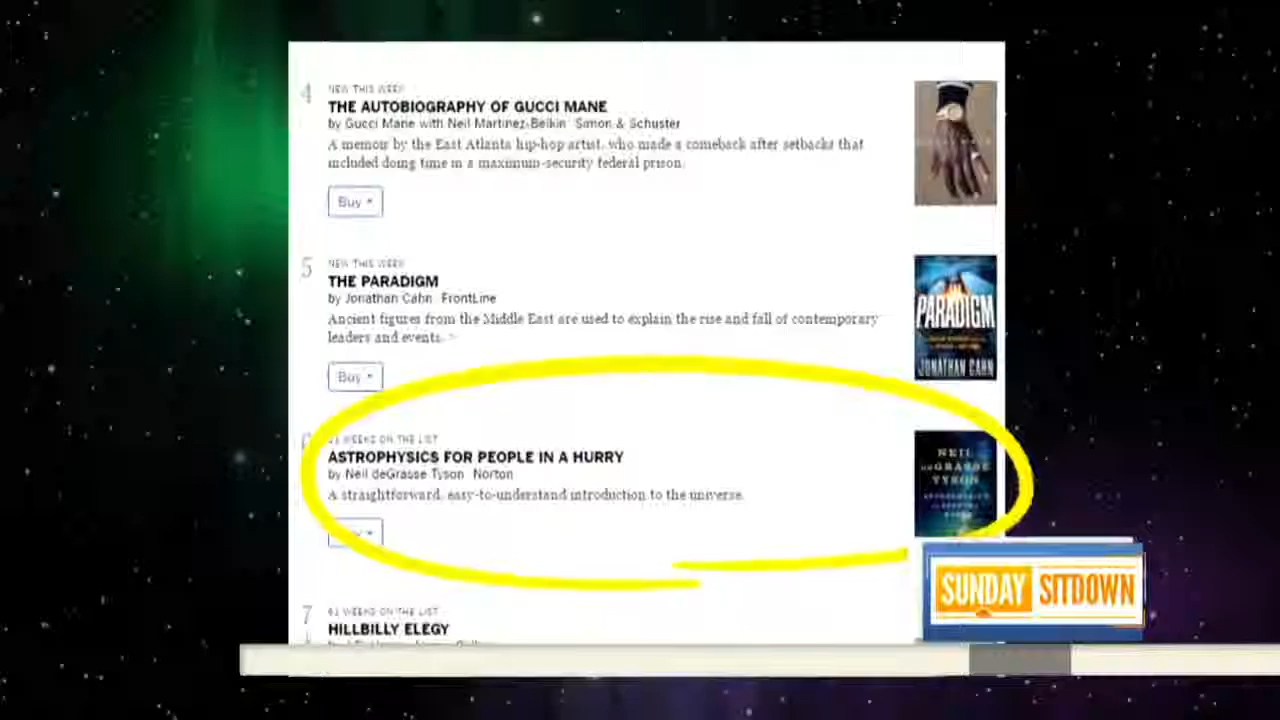 4
NEW THIS WEEK
THE AUTOBIOGRAPHY OF GUCCI MANE
by Gucci Mane with Neil Martinez-Belkin Simon & Schuster
A memoir by the East Atlanta hip-hop artist, who made a comeback after setbacks that
included doing time in a maximum-security federal prison.
Buy
5
NEW THIS WEEK
THE PARADIGM
by Jonathan Cahn FrontLine
Ancient figures from the Middle East are used to explain the rise and fall of contemporary
leaders and events.
Buy
PARADIGM
JONATHAN CAHN
WEEKS ON THE LIST
ASTROPHYSICS FOR PEOPLE IN A HURRY
by Neil deGrasse Tyson Norton
A straightforward, easy-to-understand introduction to the universe.
NEIL
DEGRASSE
TYSON
7
61 WEEKS ON THE LIST
HILLBILLY ELEGY
SUNDAY SITDOWN